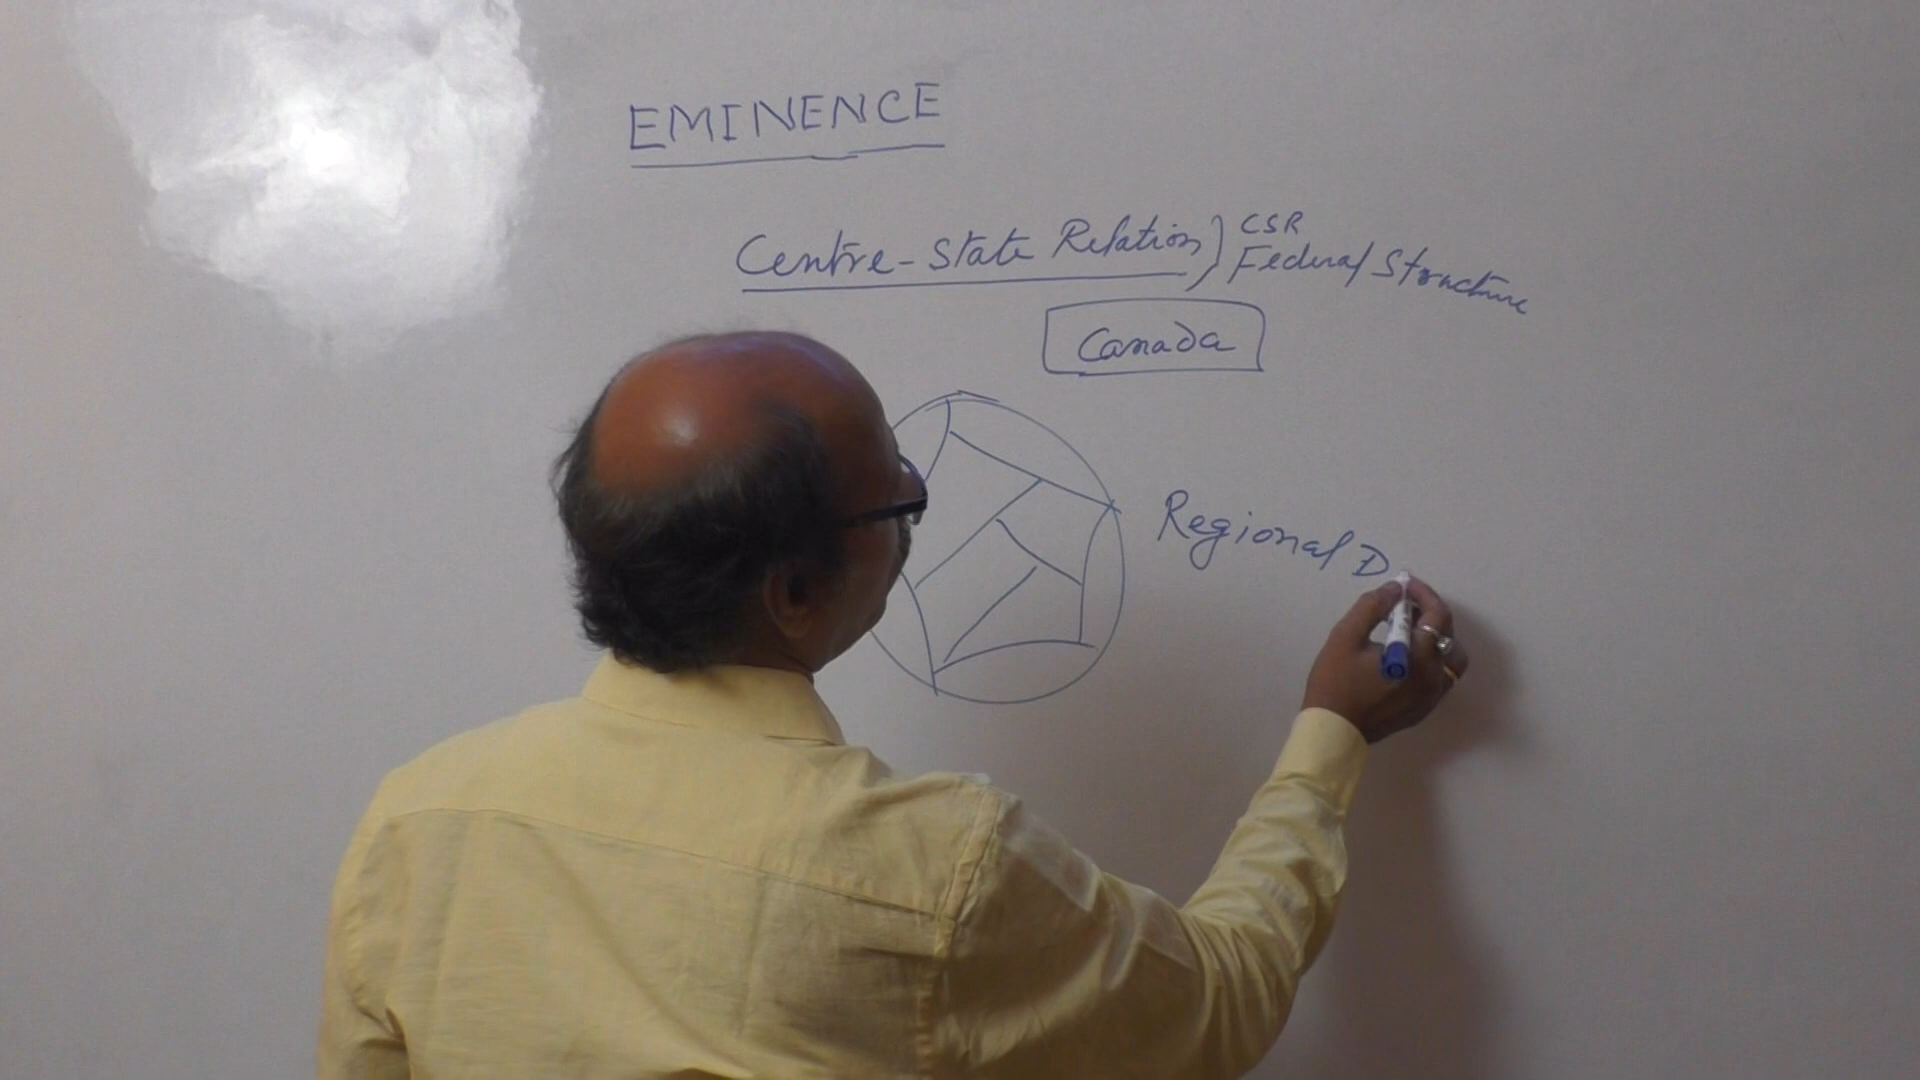 EMINENCE
Centre-State Relation) CSR
Federal Structure
Canada
Regional D